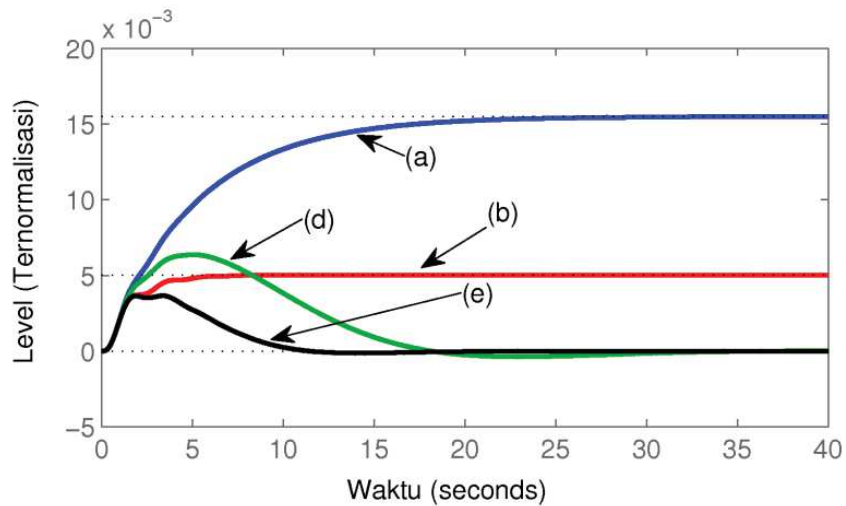 x 10⁻³
20
15
10
5
0
−5
Level (Ternormalisasi)
(a)
(b)
(d)
(e)
0 5 10 15 20 25 30 35 40
Waktu (seconds)